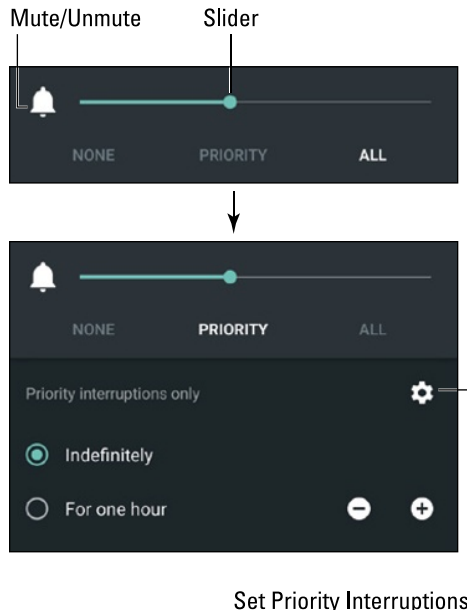 Mute/Unmute Slider
NONE PRIORITY ALL
NONE PRIORITY ALL
Priority interruptions only
Indefinitely
For one hour
Set Priority Interruptions